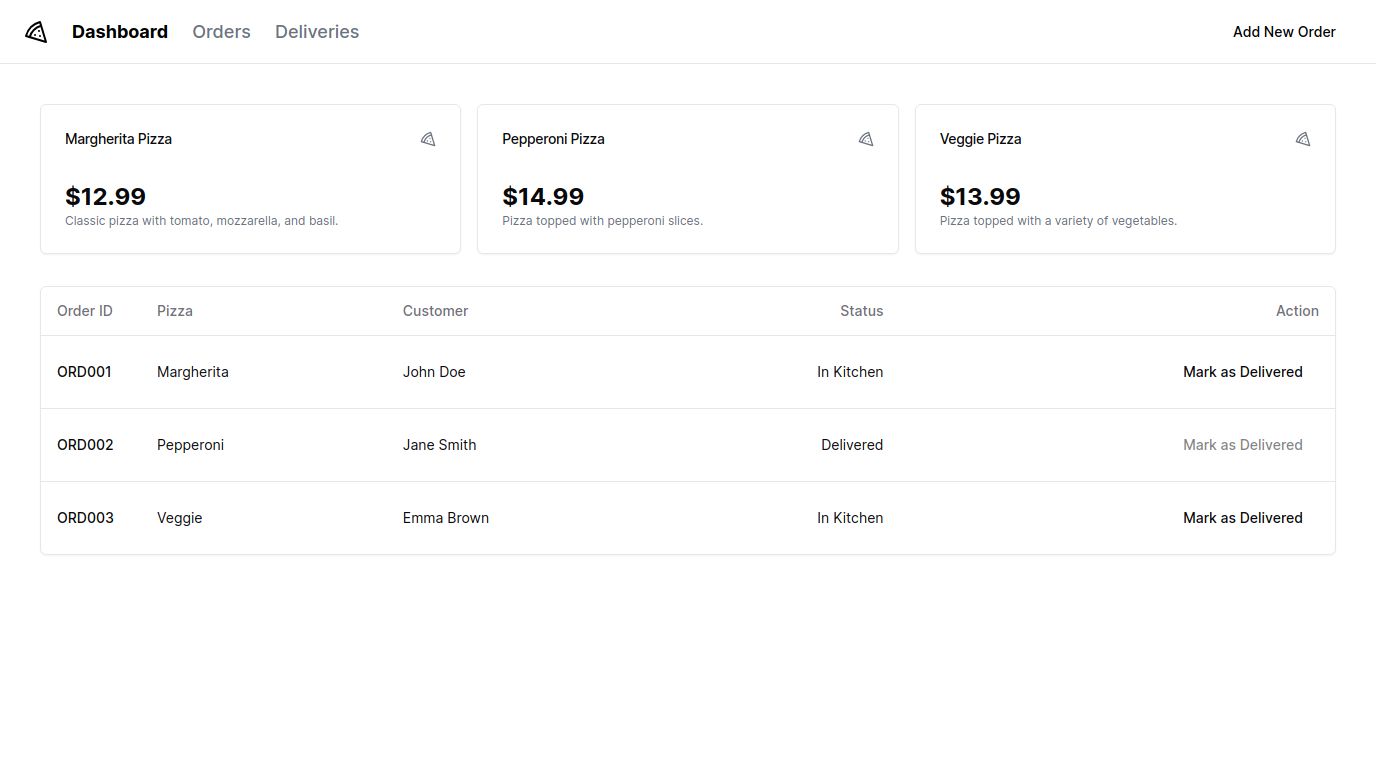 Dashboard Orders Deliveries Add New Order
Margherita Pizza
$12.99
Classic pizza with tomato, mozzarella, and basil.
Pepperoni Pizza
$14.99
Pizza topped with pepperoni slices.
Veggie Pizza
$13.99
Pizza topped with a variety of vegetables.
Order ID Pizza Customer Status Action
ORD001 Margherita John Doe In Kitchen Mark as Delivered
ORD002 Pepperoni Jane Smith Delivered Mark as Delivered
ORD003 Veggie Emma Brown In Kitchen Mark as Delivered